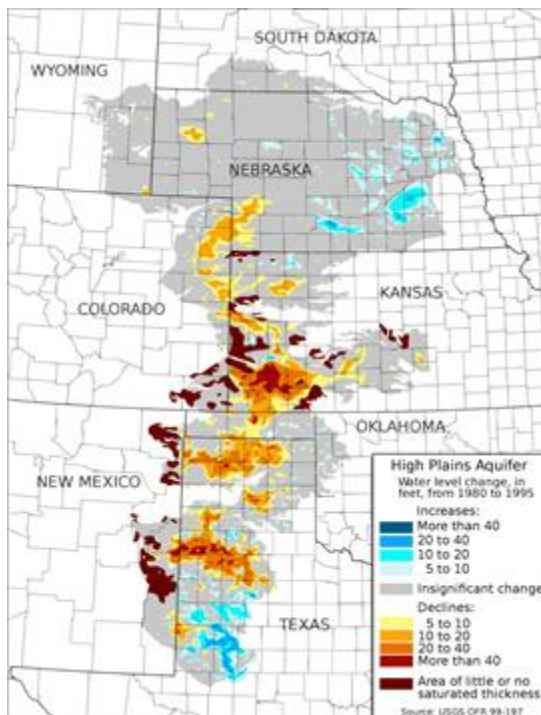 SOUTH DAKOTA
WYOMING
NEBRASKA
COLORADO
KANSAS
OKLAHOMA
NEW MEXICO
TEXAS
High Plains Aquifer
Water level change, in
feet, from 1980 to 1995
Increases:
More than 40
20 to 40
10 to 20
5 to 10
Insignificant change
Declines:
5 to 10
10 to 20
20 to 40
More than 40
Area of little or no
saturated thickness
Source: USGS OFR 99-197